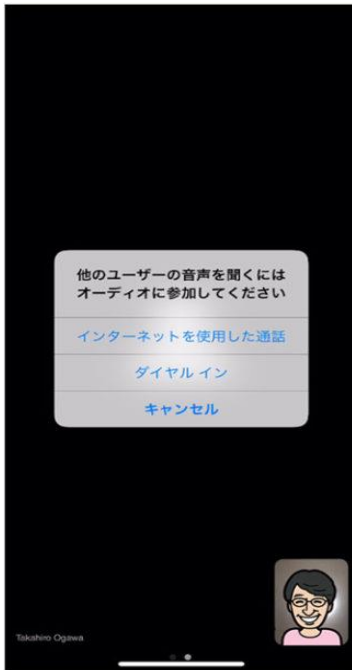 他のユーザーの音声を聞くには
オーディオに参加してください
インターネットを使用した通話
ダイヤル イン
キャンセル
Takahiro Ogawa